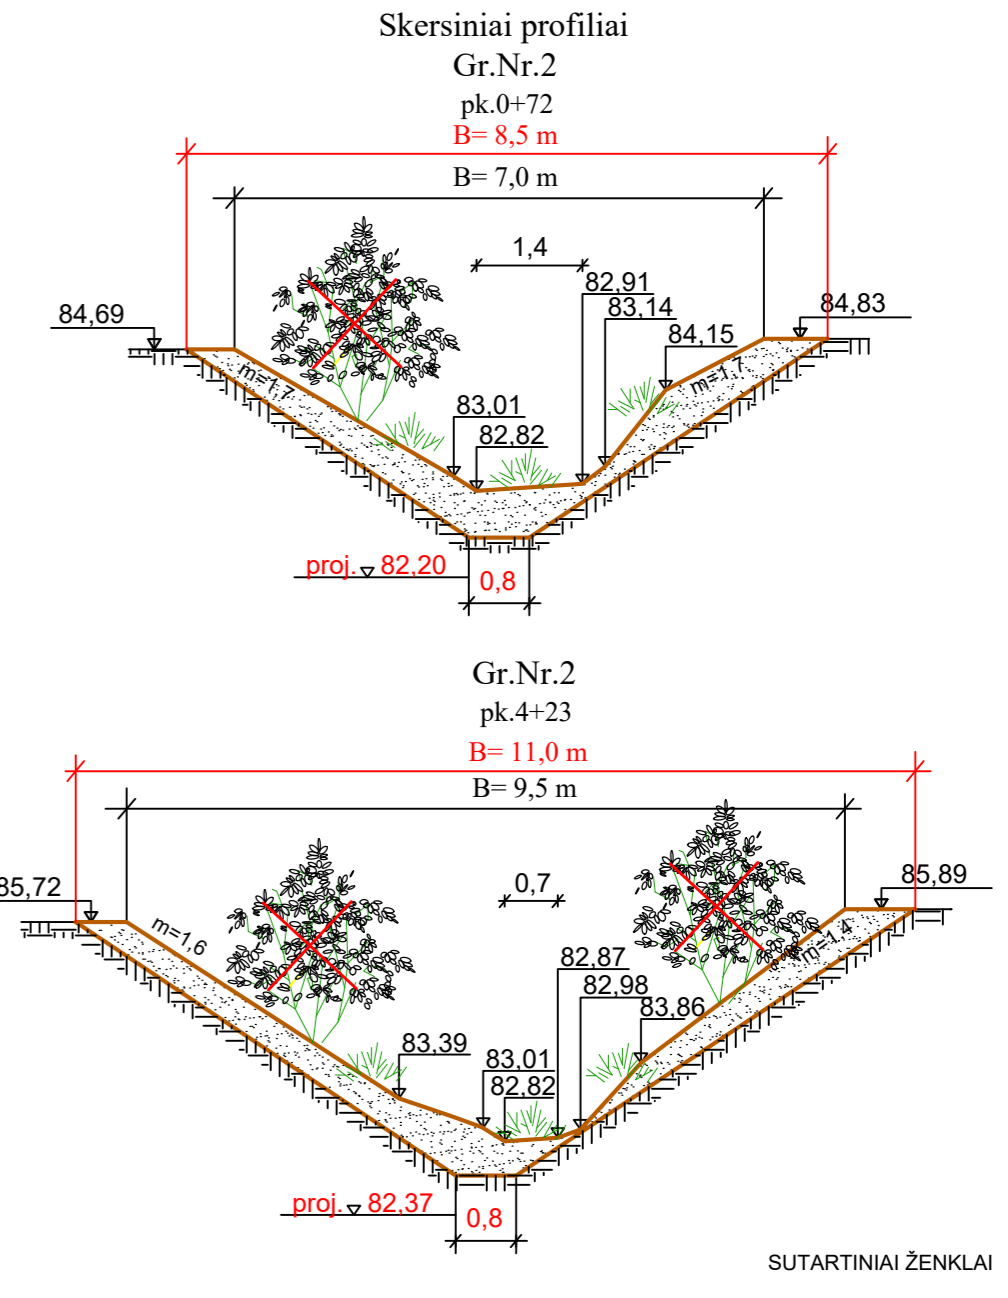 Skersiniai profiliai
Gr.Nr.2
pk.0+72
B= 8,5 m
B= 7,0 m
1,4
82,91
84,69
83,14
84,83
84,15
m=1,7
m=1,7
83,01
82,82
proj. 82,20
0,8
Gr.Nr.2
pk.4+23
B= 11,0 m
B= 9,5 m
85,72
0,7
85,89
m=1,6
m=1,4
82,87
82,98
83,86
83,39
83,01
82,82
proj. 82,37
0,8
SUTARTINIAI ŽENKLAI